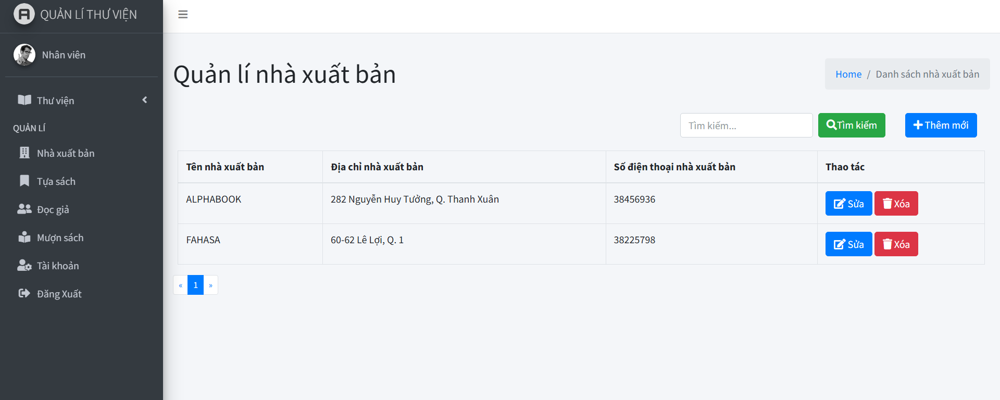 QUẢN LÍ THƯ VIỆN
Nhân viên
Thư viện
QUẢN LÍ
Nhà xuất bản
Tựa sách
Đọc giả
Mượn sách
Tài khoản
Đăng Xuất
Quản lí nhà xuất bản
Home / Danh sách nhà xuất bản
Tìm kiếm... Tìm kiếm Thêm mới
Tên nhà xuất bản Địa chỉ nhà xuất bản Số điện thoại nhà xuất bản Thao tác
ALPHABOOK 282 Nguyễn Huy Tưởng, Q. Thanh Xuân 38456936 Sửa Xóa
FAHASA 60-62 Lê Lợi, Q. 1 38225798 Sửa Xóa
« 1 »